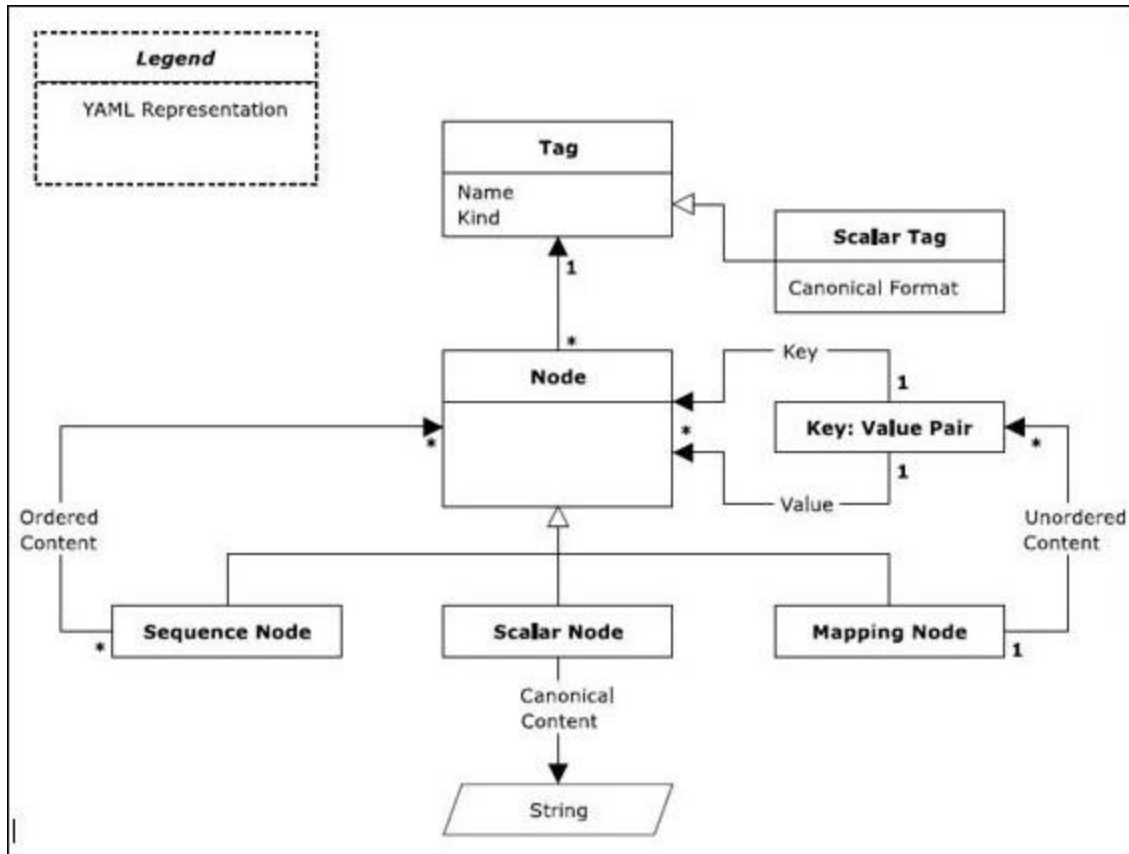 Legend
YAML Representation
Tag
Name
Kind
Scalar Tag
Canonical Format
1
*
Node
Key
1
Key: Value Pair
*
*
*
1
Value
Ordered
Content
Unordered
Content
Sequence Node
*
Scalar Node
Mapping Node
1
Canonical
Content
String